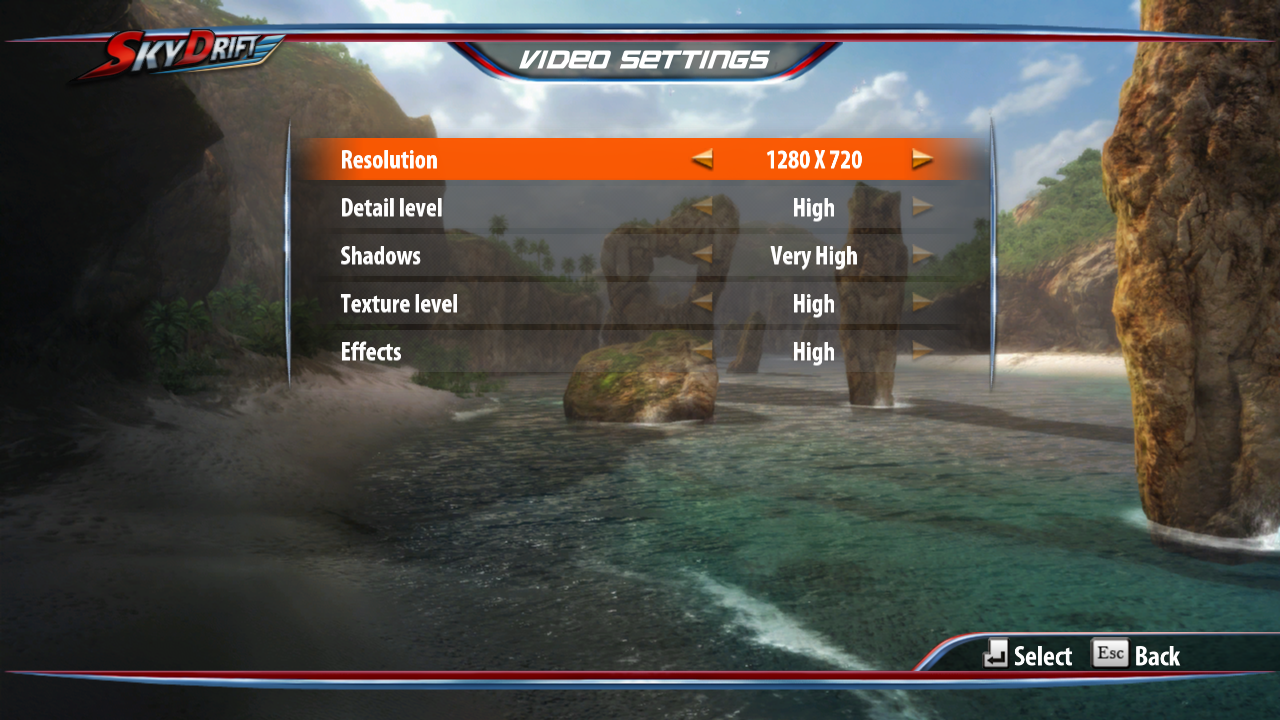 SKYDRIFT
VIDEO SETTINGS
Resolution 1280 X 720
Detail level High
Shadows Very High
Texture level High
Effects High
Select Esc Back